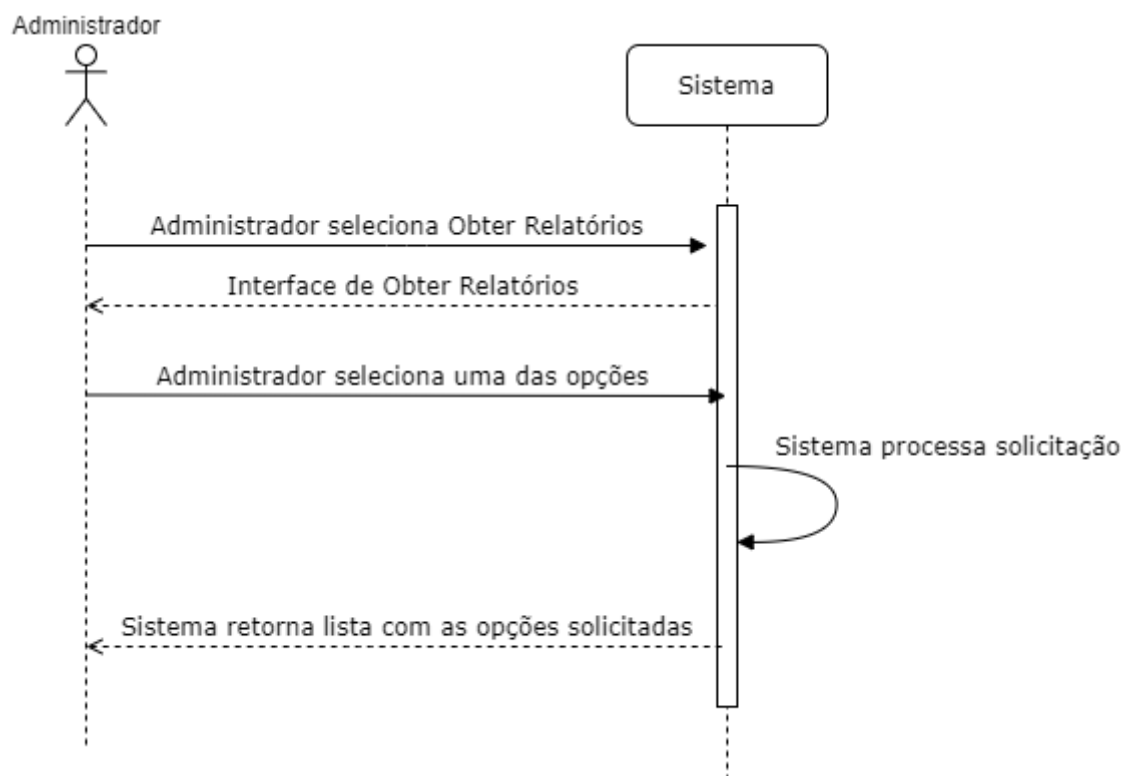 Administrador
Sistema
Administrador seleciona Obter Relatórios
Interface de Obter Relatórios
Administrador seleciona uma das opções
Sistema processa solicitação
Sistema retorna lista com as opções solicitadas